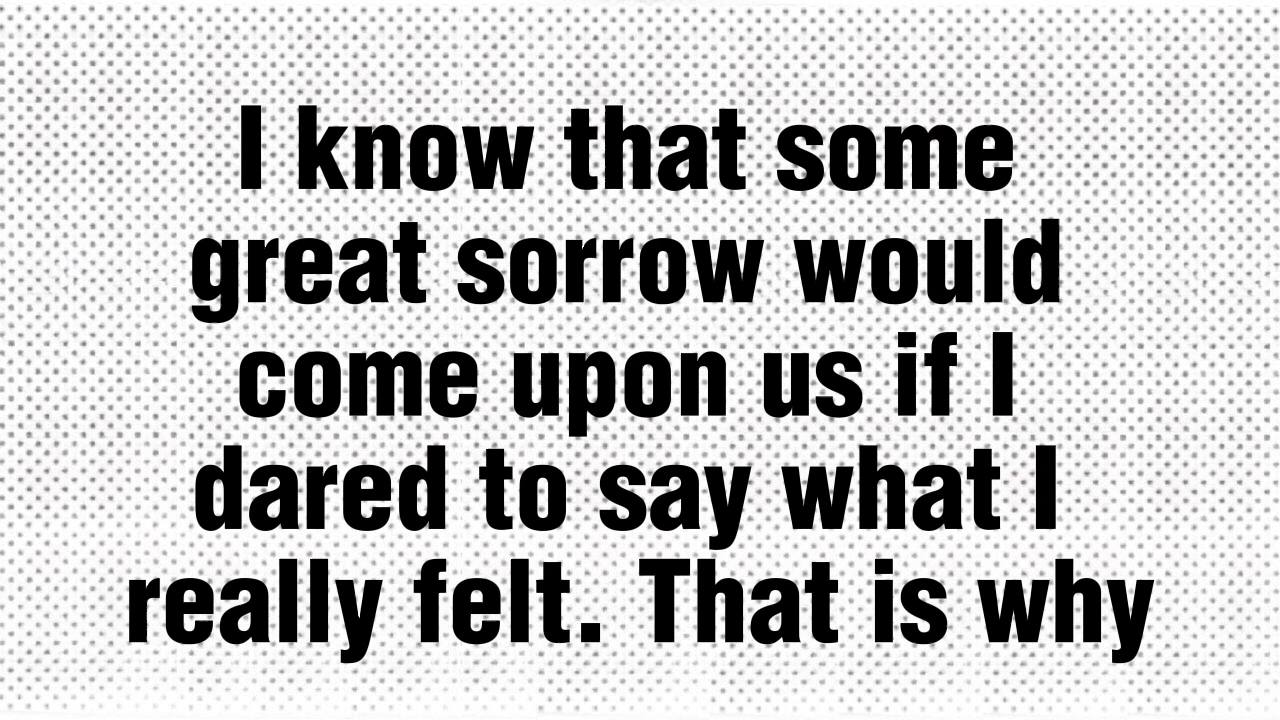 I know that some
great sorrow would
come upon us if I
dared to say what I
really felt. That is why